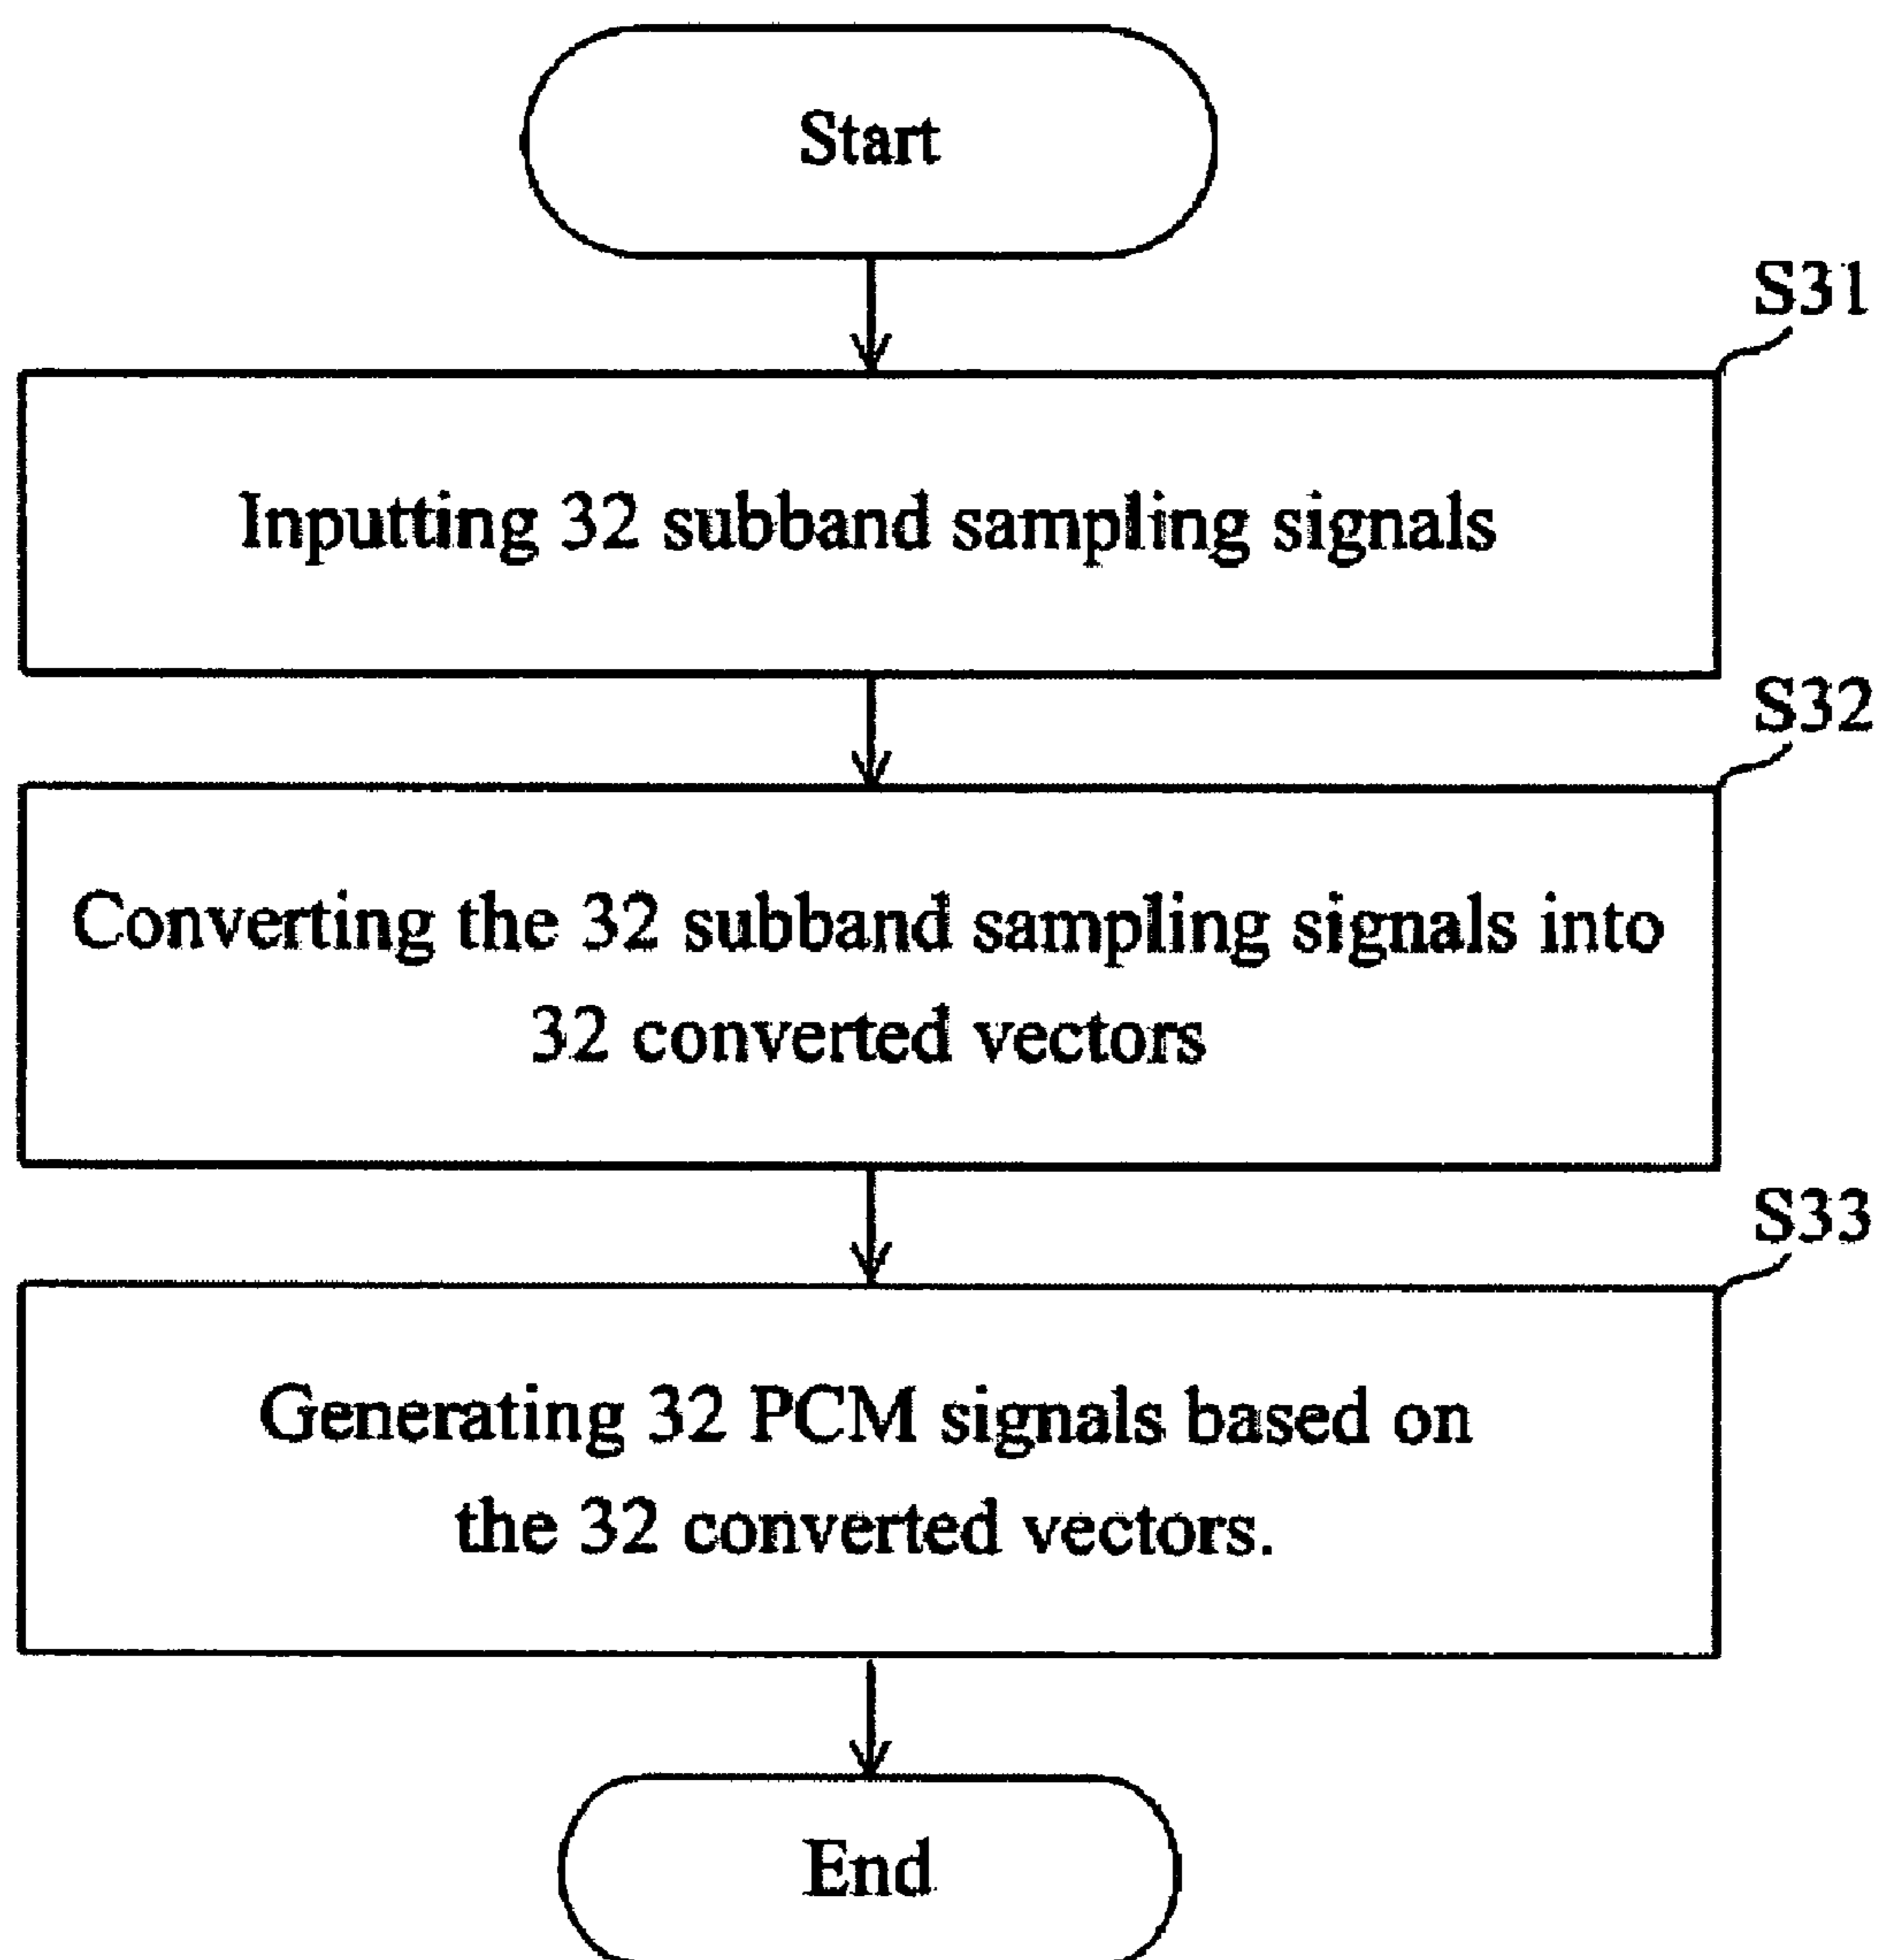 Start
S31
Inputting 32 subband sampling signals
S32
Converting the 32 subband sampling signals into
32 converted vectors
S33
Generating 32 PCM signals based on
the 32 converted vectors.
End